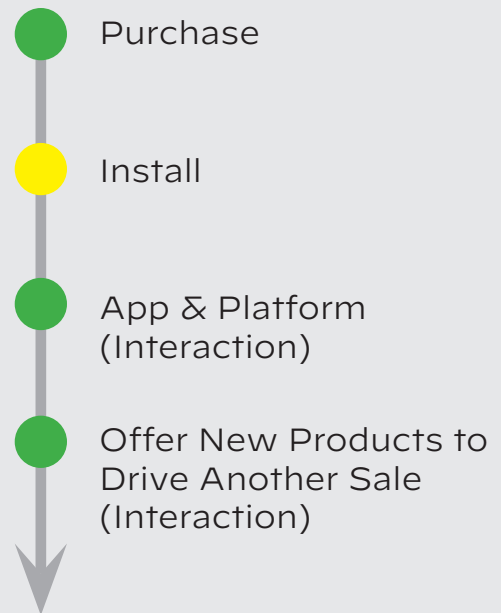 Purchase
Install
App & Platform
(Interaction)
Offer New Products to
Drive Another Sale
(Interaction)